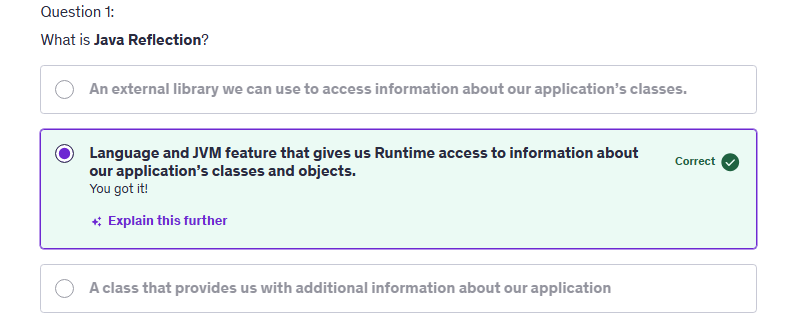 Question 1:
What is Java Reflection?
An external library we can use to access information about our application's classes.
Language and JVM feature that gives us Runtime access to information about
our application's classes and objects.
Correct
You got it!
Explain this further
A class that provides us with additional information about our application